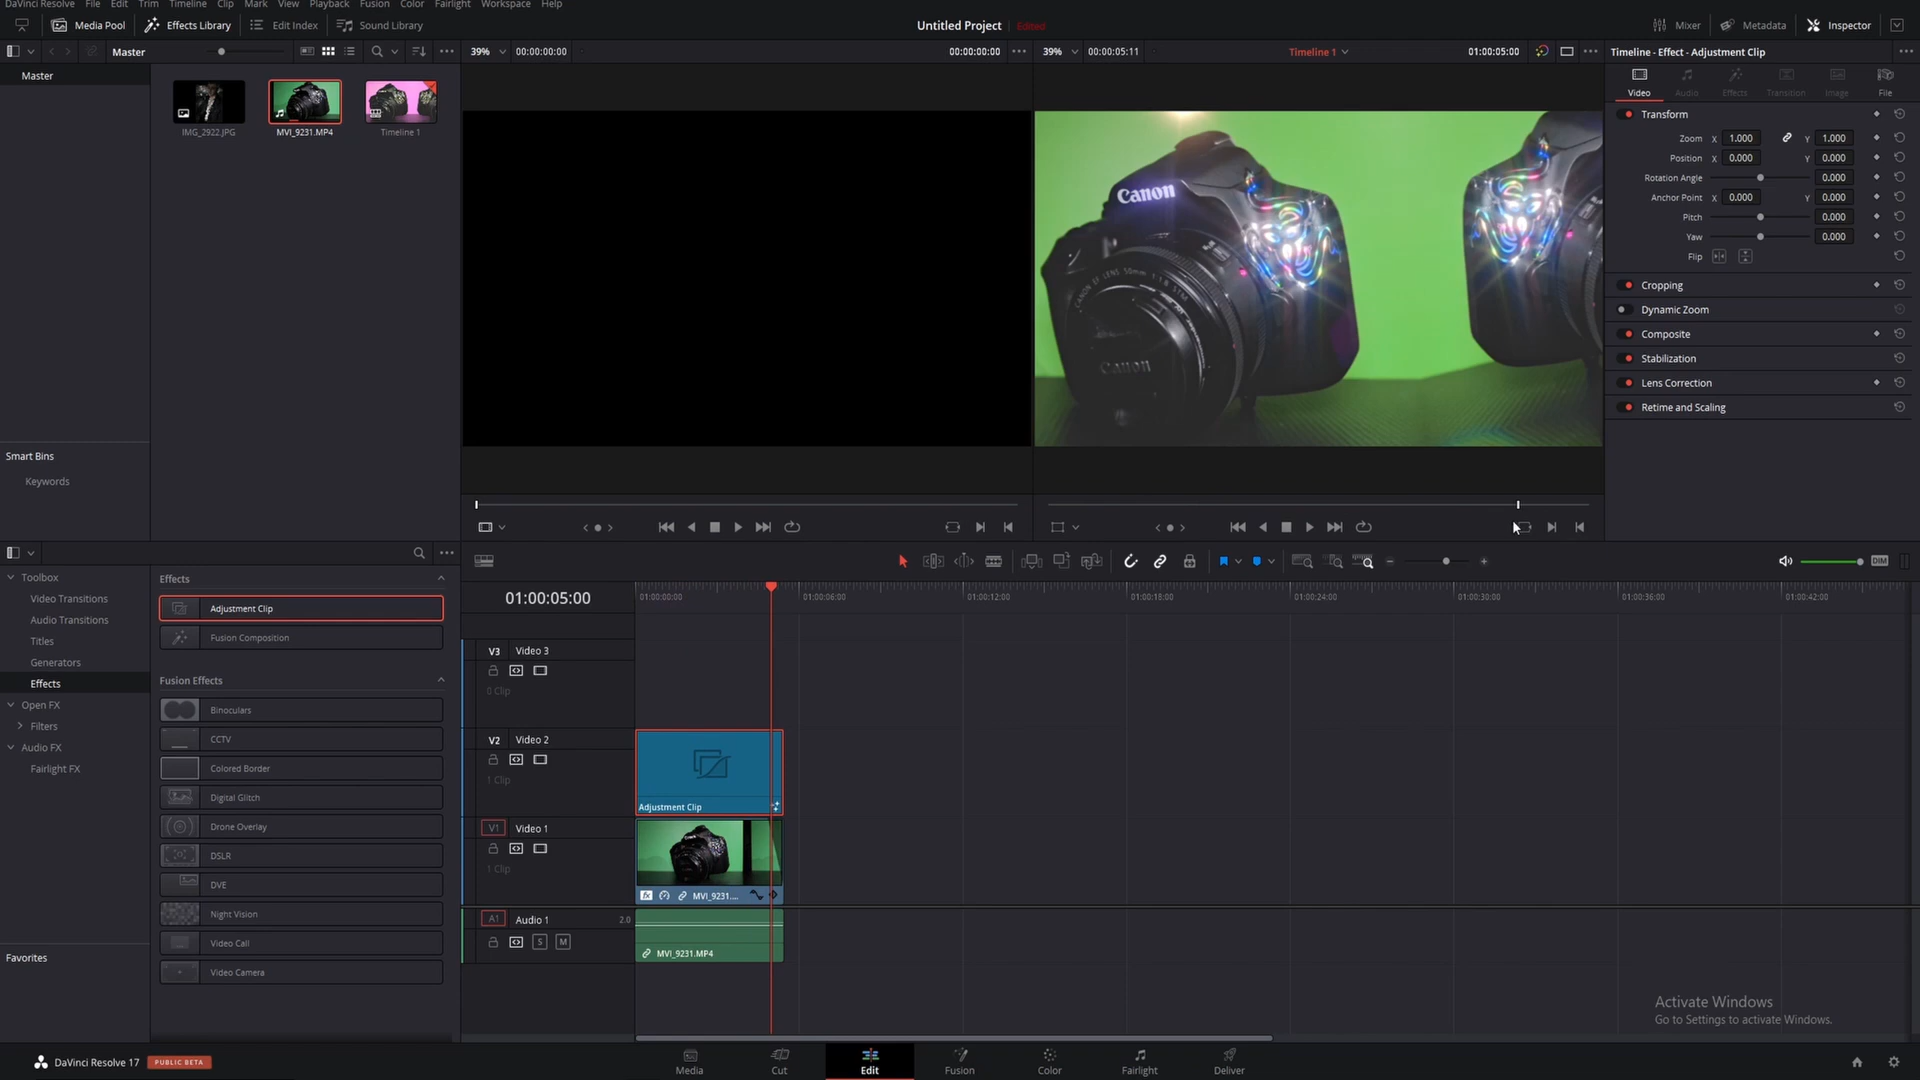 DaVinci Resolve File Edit Trim Timeline Clip Mark View Playback Fusion Color Fairlight Workspace Help
Media Pool Effects Library Edit Index Sound Library
Untitled Project Edited
Mixer Metadata Inspector
Master
39% 00:00:00:00 00:00:00:00
39% 00:00:05:11 Timeline 1 01:00:05:00
Timeline - Effect - Adjustment Clip
Master
IMG_2922.JPG MVI_9231.MP4 Timeline 1
Smart Bins
Keywords
Canon
CANON EF LENS 50mm 1:1.8 STM
Canon
Video Audio Effects Transition Image File
Transform
Zoom X 1.000 Y 1.000
Position X 0.000 Y 0.000
Rotation Angle 0.000
Anchor Point X 0.000 Y 0.000
Pitch 0.000
Yaw 0.000
Flip
Cropping
Dynamic Zoom
Composite
Stabilization
Lens Correction
Retime and Scaling
Toolbox
Video Transitions
Audio Transitions
Titles
Generators
Effects
Open FX
Filters
Audio FX
Fairlight FX
Favorites
Effects
Adjustment Clip
Fusion Composition
Fusion Effects
Binoculars
CCTV
Colored Border
Digital Glitch
Drone Overlay
DSLR
DVE
Night Vision
Video Call
Video Camera
DIM
01:00:05:00
01:00:00:00 01:00:06:00 01:00:12:00 01:00:18:00 01:00:24:00 01:00:30:00 01:00:36:00 01:00:42:00
V3 Video 3
0 Clip
V2 Video 2
1 Clip
Adjustment Clip
V1 Video 1
1 Clip
MVI_9231....
A1 Audio 1 2.0
S M
MVI_9231.MP4
Activate Windows
Go to Settings to activate Windows.
DaVinci Resolve 17 PUBLIC BETA
Media Cut Edit Fusion Color Fairlight Deliver